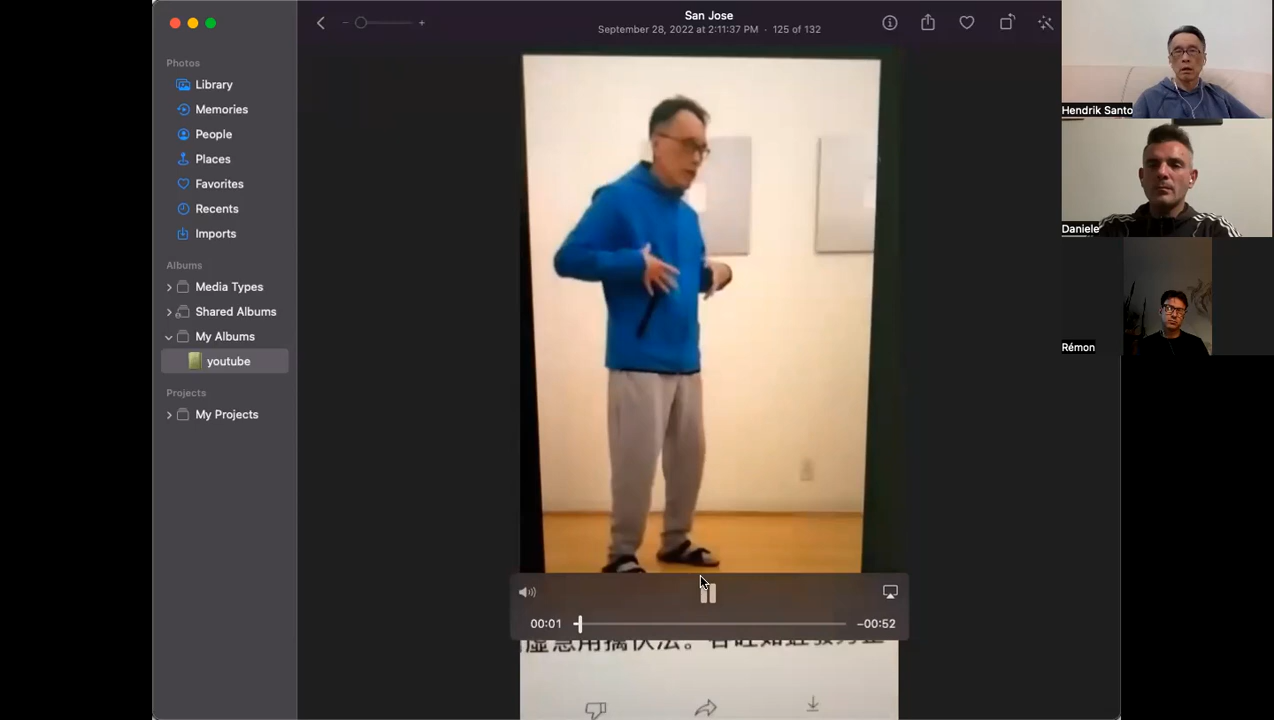 San Jose
September 28, 2022 at 2:11:37 PM · 125 of 132
Photos
Library
Memories
People
Places
Favorites
Recents
Imports
Albums
Media Types
Shared Albums
My Albums
youtube
Projects
My Projects
00:01
−00:52
Hendrik Santo
Daniele
Rémon